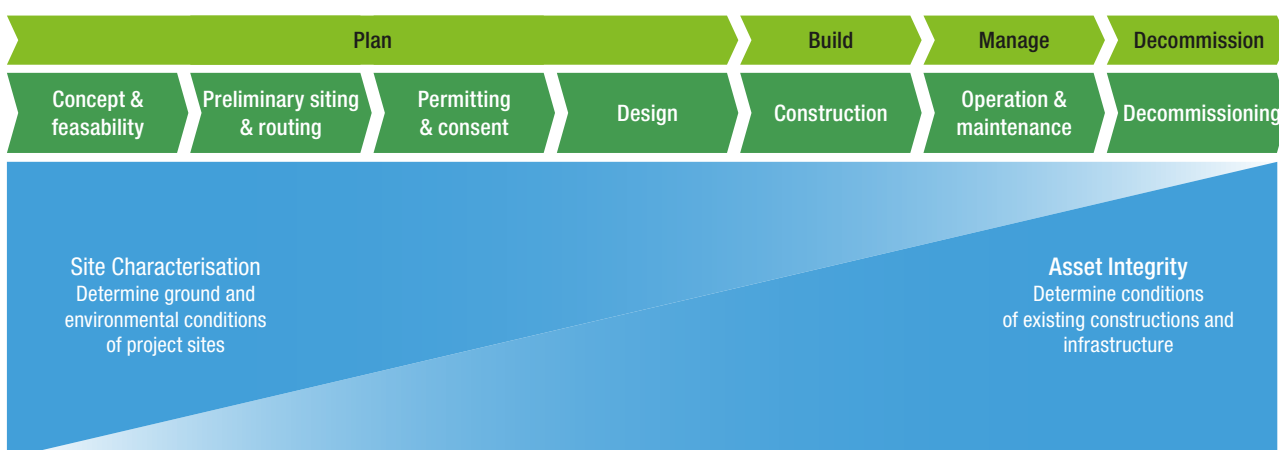 Plan
Build
Manage
Decommission
Concept &
feasability
Preliminary siting
& routing
Permitting
& consent
Design
Construction
Operation &
maintenance
Decommissioning
Site Characterisation
Determine ground and
environmental conditions
of project sites
Asset Integrity
Determine conditions
of existing constructions and
infrastructure